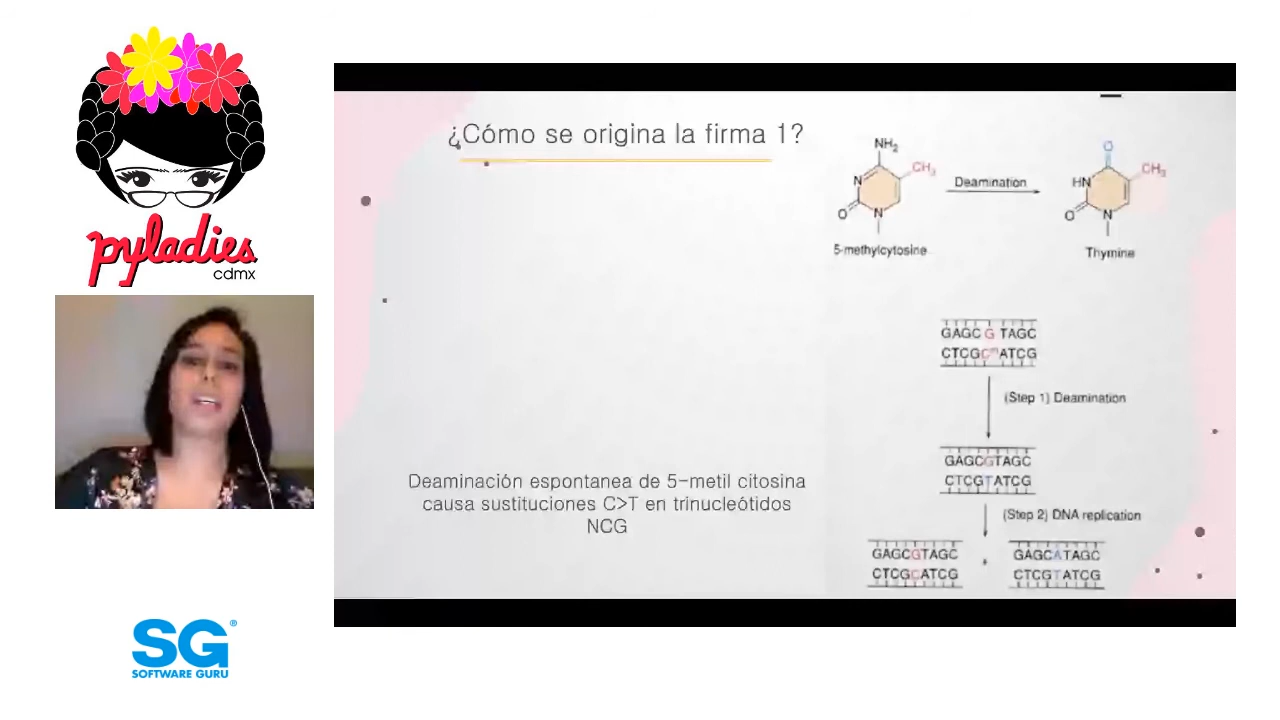 pyladies
cdmx
SG®
SOFTWARE GURU
¿Cómo se origina la firma 1?
Deaminación espontanea de 5-metil citosina
causa sustituciones C>T en trinucleótidos
NCG
NH2
CH3
N
O
N
5-methylcytosine
Deamination
O
CH3
HN
O
N
Thymine
GAGCG TAGC
CTCGCmATCG
(Step 1) Deamination
GAGCGTAGC
CTCGTATCG
(Step 2) DNA replication
GAGCGTAGC
CTCGCATCG
GAGCATAGC
CTCGTATCG